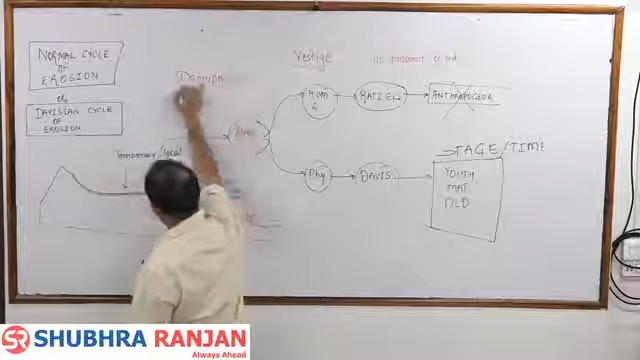 NORMAL CYCLE
OF
EROSION
OR
DAVISIAN CYCLE
OF
EROSION
Vestige
HUM
G
RATZEL
ANTHROPOGEOG
Temporary/local
Phy
DAVIS
STAGE/TIME
YOUTH
MAT
OLD
SHUBHRA RANJAN
Always Ahead
SR